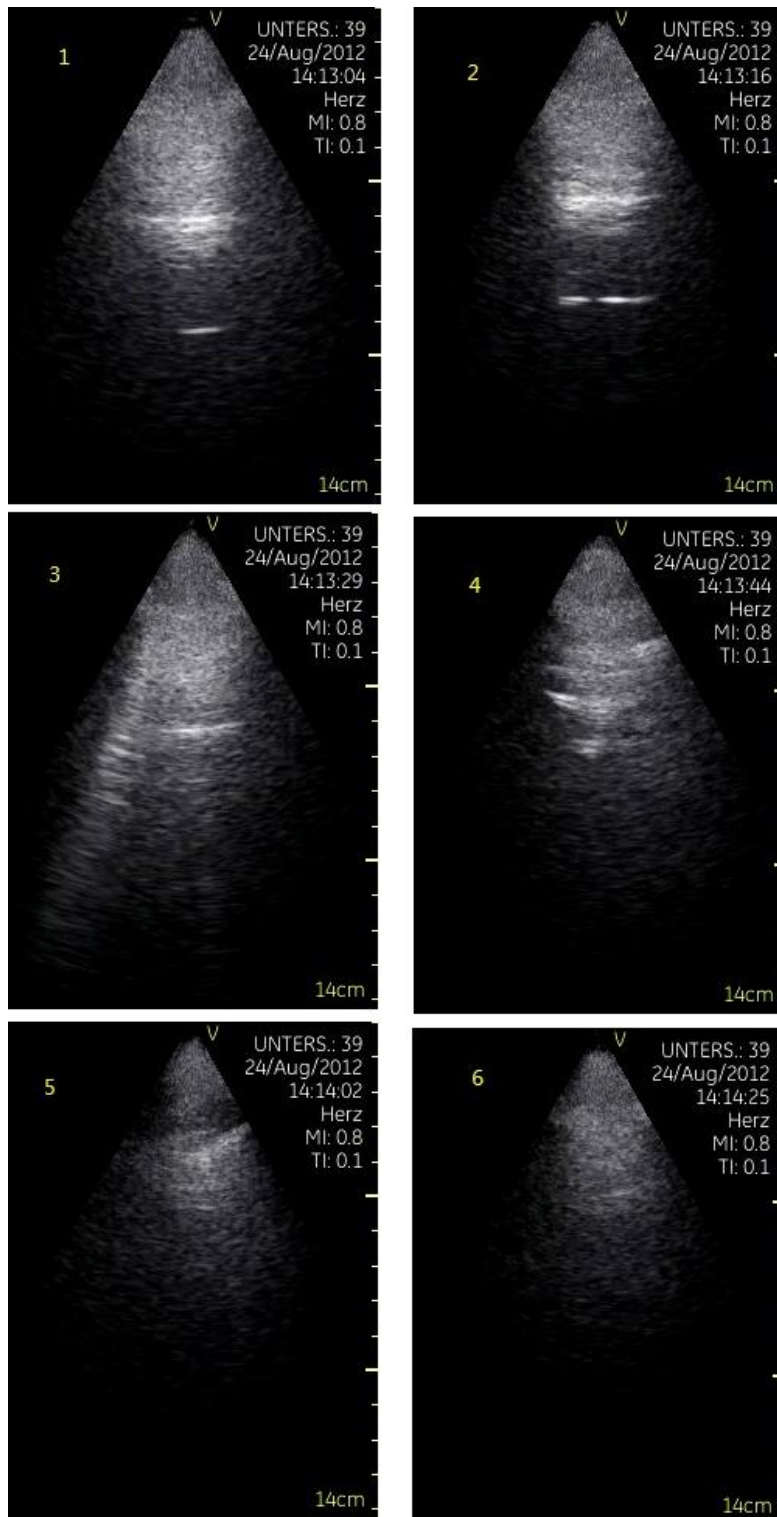 1
V
UNTERS.: 39
24/Aug/2012
14:13:04
Herz
MI: 0.8
TI: 0.1
14cm
2
V
UNTERS.: 39
24/Aug/2012
14:13:16
Herz
MI: 0.8
TI: 0.1
14cm
3
V
UNTERS.: 39
24/Aug/2012
14:13:29
Herz
MI: 0.8
TI: 0.1
14cm
4
V
UNTERS.: 39
24/Aug/2012
14:13:44
Herz
MI: 0.8
TI: 0.1
14cm
5
V
UNTERS.: 39
24/Aug/2012
14:14:02
Herz
MI: 0.8
TI: 0.1
14cm
6
V
UNTERS.: 39
24/Aug/2012
14:14:25
Herz
MI: 0.8
TI: 0.1
14cm